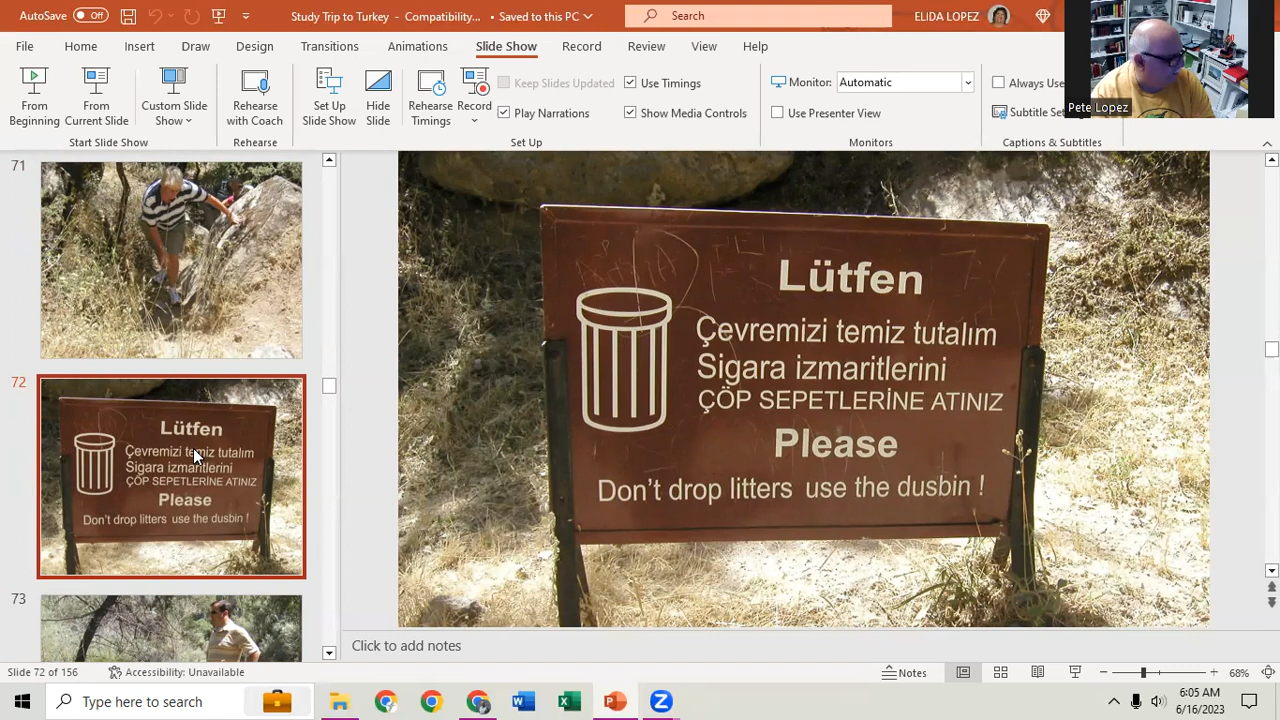 AutoSave Off Study Trip to Turkey - Compatibility... Saved to this PC Search ELIDA LOPEZ
File Home Insert Draw Design Transitions Animations Slide Show Record Review View Help
From Beginning
From Current Slide
Custom Slide Show
Start Slide Show
Rehearse with Coach
Rehearse
Set Up Slide Show
Hide Slide
Rehearse Timings
Record
Keep Slides Updated
Play Narrations
Use Timings
Show Media Controls
Set Up
Monitor: Automatic
Use Presenter View
Monitors
Always Use
Subtitle Set
Captions & Subtitles
Pete Lopez
71
72
Lütfen
Çevremizi temiz tutalım
Sigara izmaritlerini
ÇÖP SEPETLERİNE ATINIZ
Please
Don't drop litters use the dusbin !
73
Lütfen
Çevremizi temiz tutalım
Sigara izmaritlerini
ÇÖP SEPETLERİNE ATINIZ
Please
Don't drop litters use the dusbin !
Click to add notes
Slide 72 of 156 Accessibility: Unavailable Notes 68%
Type here to search
6:05 AM
6/16/2023